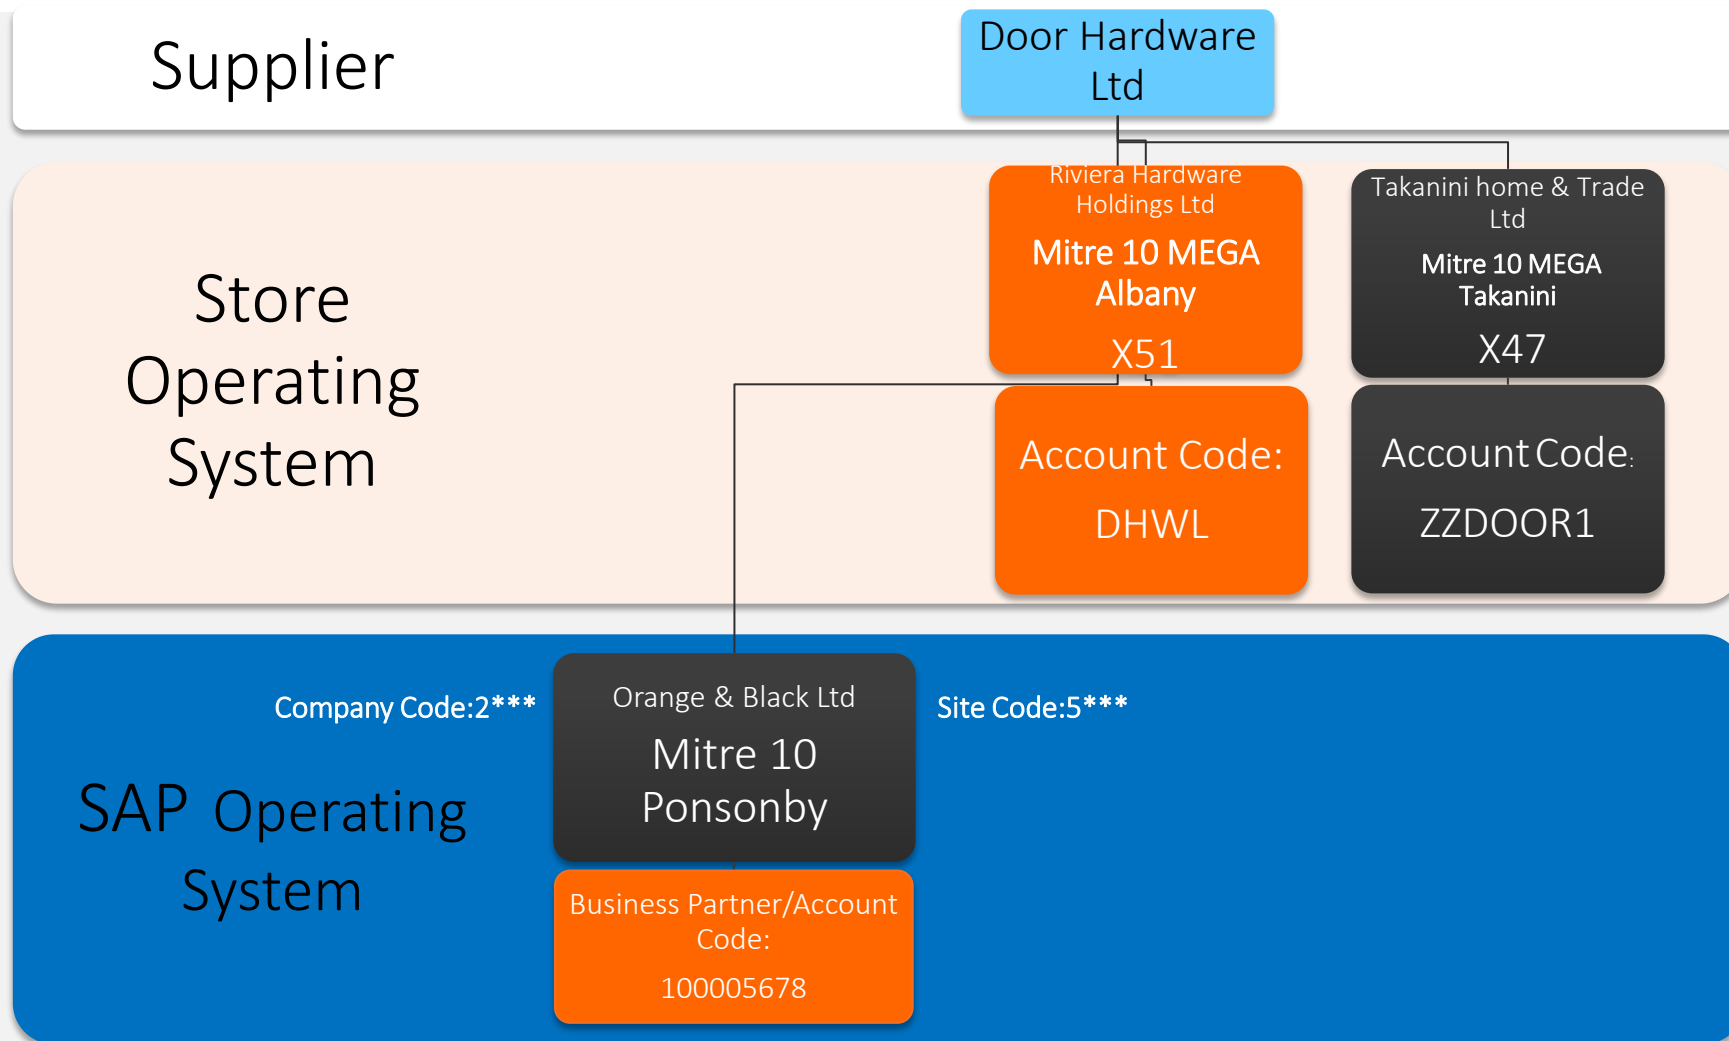 Supplier
Door Hardware
Ltd
Store
Operating
System
Riviera Hardware
Holdings Ltd
Mitre 10 MEGA
Albany
X51
Takanini home & Trade
Ltd
Mitre 10 MEGA
Takanini
X47
Account Code:
DHWL
Account Code:
ZZDOOR1
SAP Operating
System
Company Code:2***
Orange & Black Ltd
Mitre 10
Ponsonby
Site Code:5***
Business Partner/Account
Code:
100005678